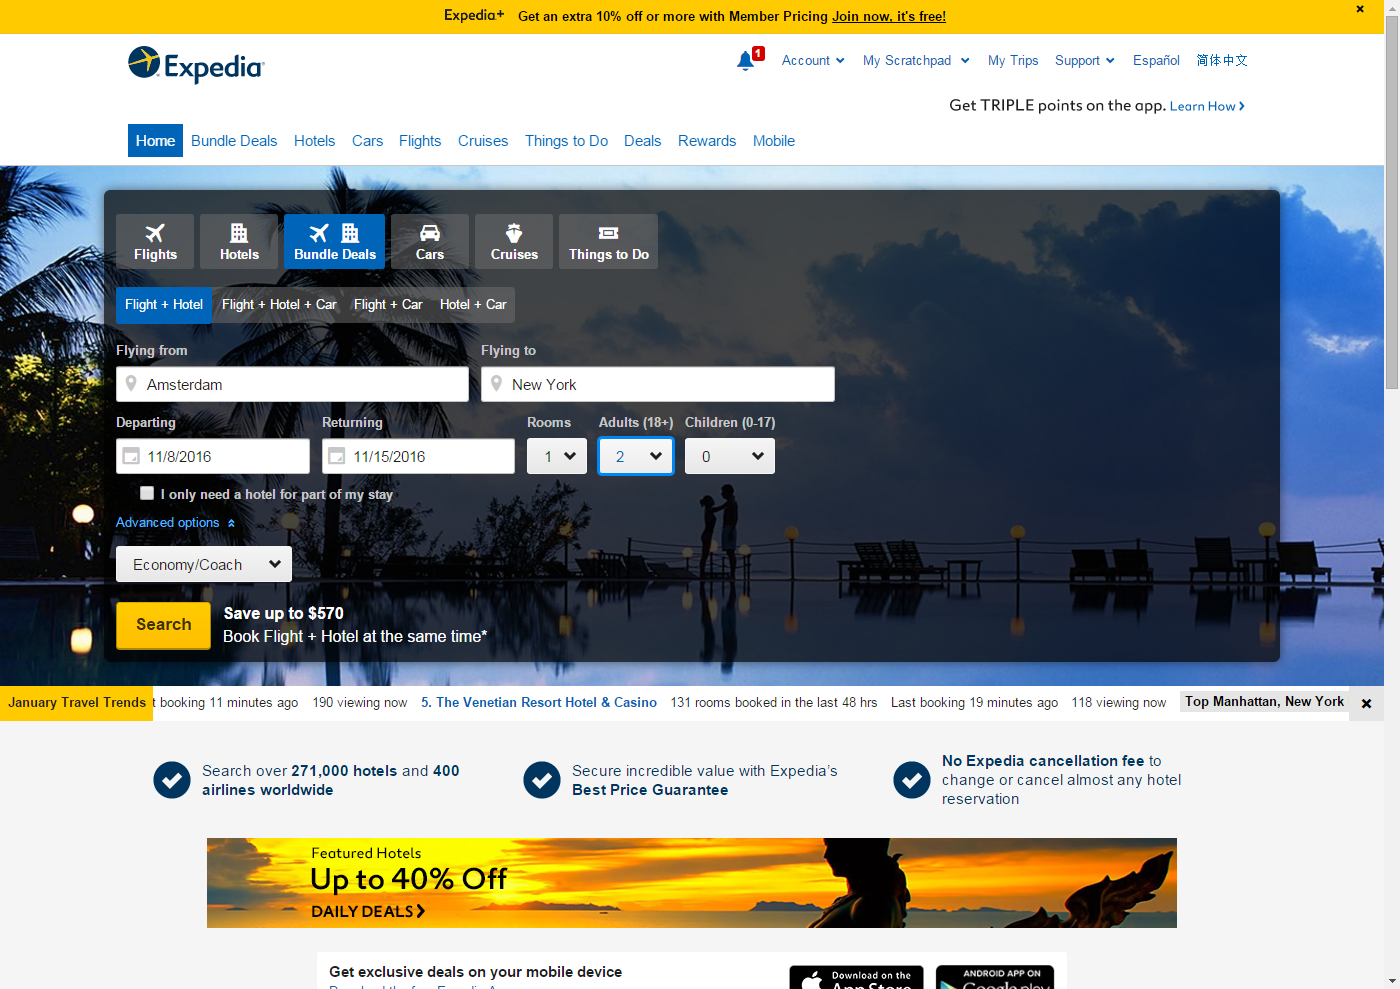 Expedia+ Get an extra 10% off or more with Member Pricing Join now, it's free!
Expedia
1
Account My Scratchpad My Trips Support Español 简体中文
Get TRIPLE points on the app. Learn How
Home Bundle Deals Hotels Cars Flights Cruises Things to Do Deals Rewards Mobile
Flights Hotels Bundle Deals Cars Cruises Things to Do
Flight + Hotel Flight + Hotel + Car Flight + Car Hotel + Car
Flying from Flying to
Amsterdam New York
Departing Returning Rooms Adults (18+) Children (0-17)
11/8/2016 11/15/2016 1 2 0
I only need a hotel for part of my stay
Advanced options
Economy/Coach
Search
Save up to $570
Book Flight + Hotel at the same time*
January Travel Trends t booking 11 minutes ago 190 viewing now 5. The Venetian Resort Hotel & Casino 131 rooms booked in the last 48 hrs Last booking 19 minutes ago 118 viewing now Top Manhattan, New York
Search over 271,000 hotels and 400
airlines worldwide
Secure incredible value with Expedia's
Best Price Guarantee
No Expedia cancellation fee to
change or cancel almost any hotel
reservation
Featured Hotels
Up to 40% Off
DAILY DEALS
Get exclusive deals on your mobile device
Download the free Expedia A
Download on the
App Store
ANDROID APP ON
Google play